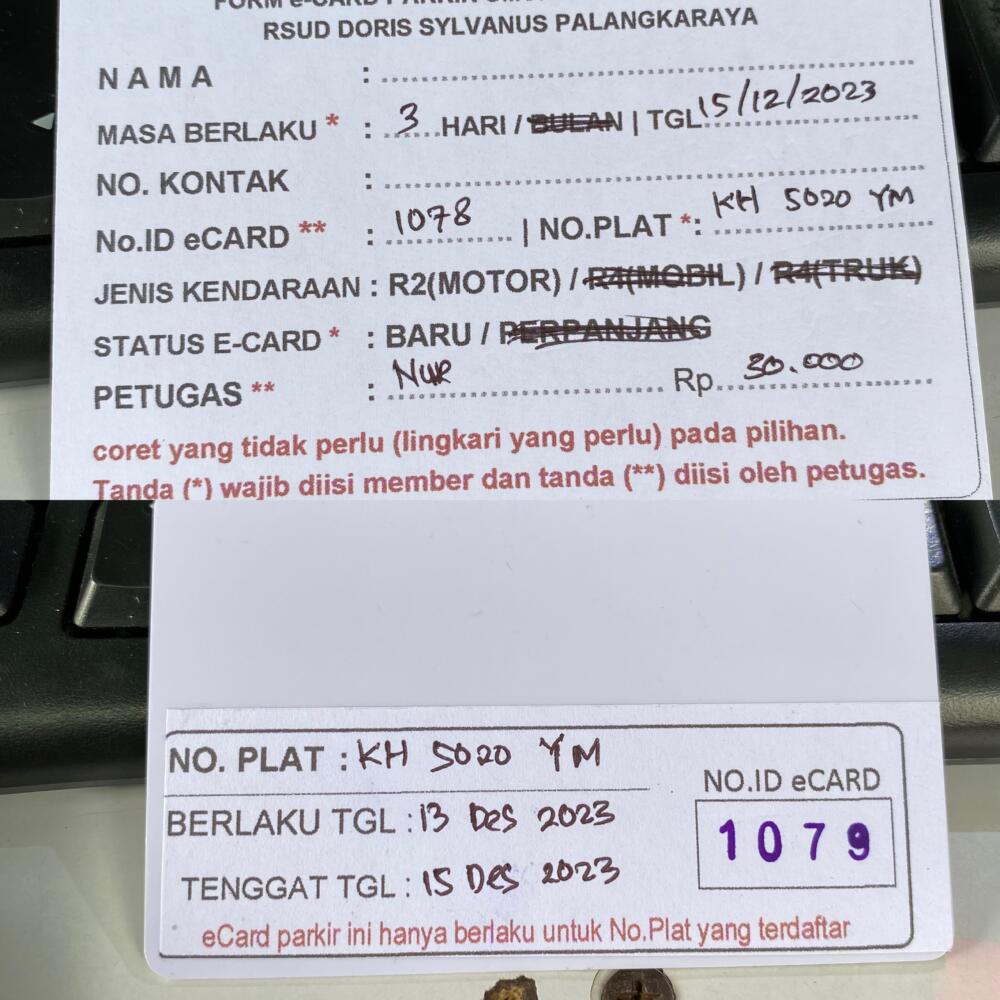 FORM e-CARD PARKIR
RSUD DORIS SYLVANUS PALANGKARAYA
NAMA :
MASA BERLAKU * : 3 HARI / BULAN | TGL 15/12/2023
NO. KONTAK :
No.ID eCARD ** : 1078 | NO.PLAT *: KH 5020 YM
JENIS KENDARAAN : R2(MOTOR) / R4(MOBIL) / R4(TRUK)
STATUS E-CARD * : BARU / PERPANJANG
PETUGAS ** : Nur Rp 30.000
coret yang tidak perlu (lingkari yang perlu) pada pilihan.
Tanda (*) wajib diisi member dan tanda (**) diisi oleh petugas.
NO. PLAT : KH 5020 YM
NO.ID eCARD
BERLAKU TGL : 13 Des 2023
1079
TENGGAT TGL : 15 Des 2023
eCard parkir ini hanya berlaku untuk No.Plat yang terdaftar